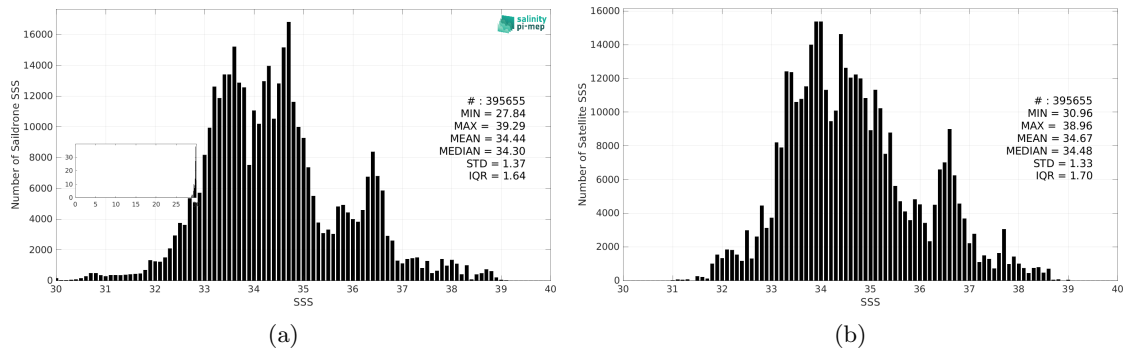 salinity
pi-mep
Number of Saildrone SSS
16000
14000
12000
10000
8000
6000
4000
2000
0
30
20
10
0
0 5 10 15 20 25
# : 395655
MIN = 27.84
MAX = 39.29
MEAN = 34.44
MEDIAN = 34.30
STD = 1.37
IQR = 1.64
30 31 32 33 34 35 36 37 38 39 40
SSS
(a)
Number of Satellite SSS
16000
14000
12000
10000
8000
6000
4000
2000
0
# : 395655
MIN = 30.96
MAX = 38.96
MEAN = 34.67
MEDIAN = 34.48
STD = 1.33
IQR = 1.70
30 31 32 33 34 35 36 37 38 39 40
SSS
(b)